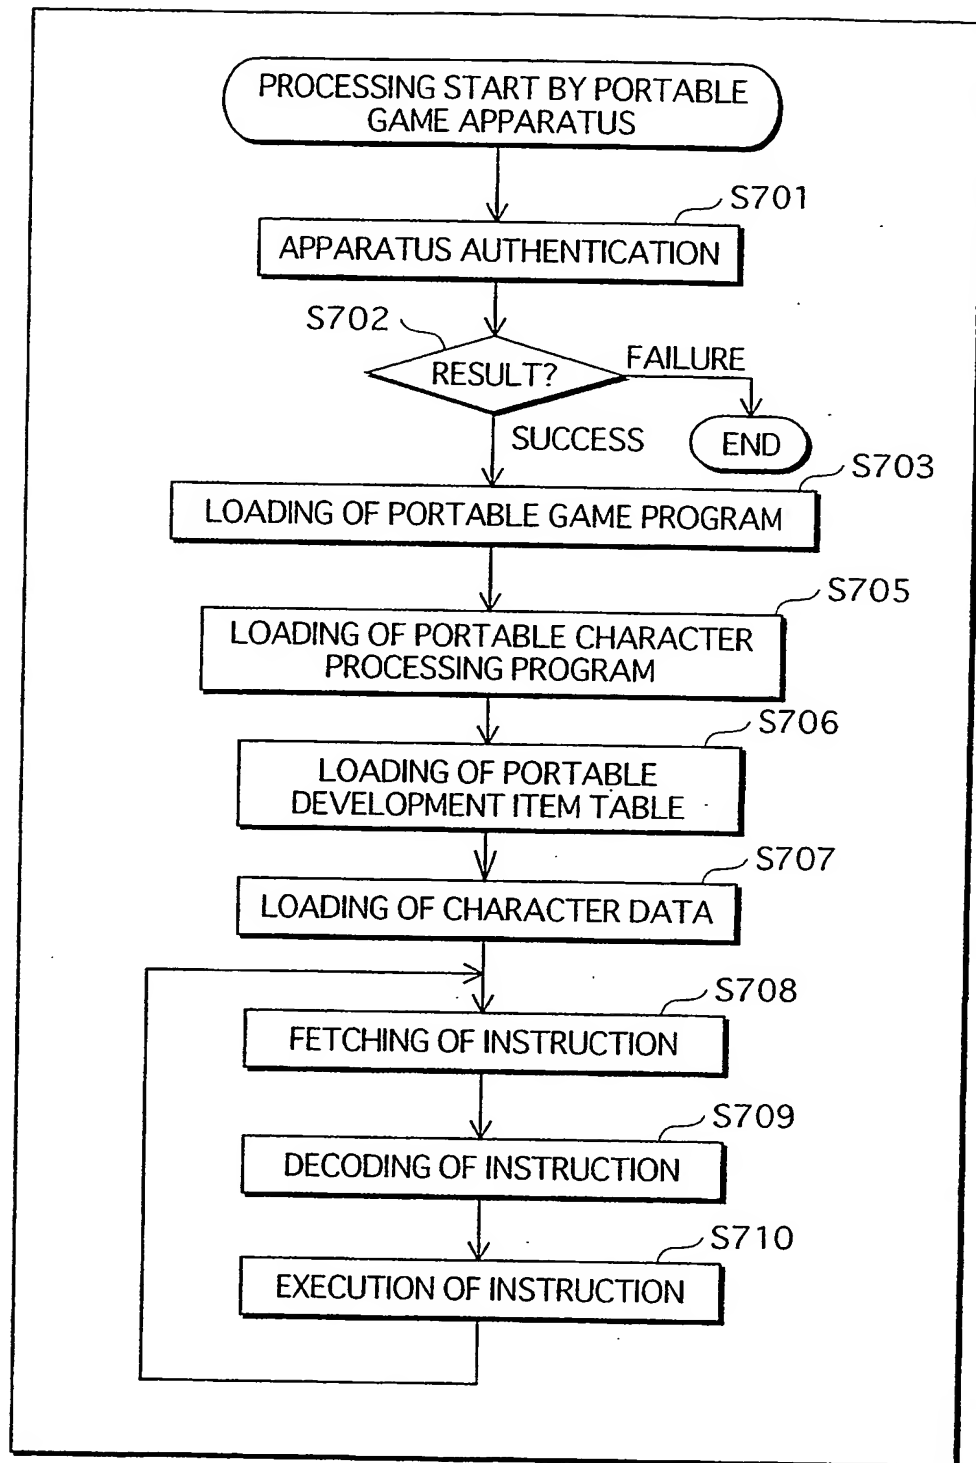 PROCESSING START BY PORTABLE
GAME APPARATUS
S701
APPARATUS AUTHENTICATION
S702
RESULT?
FAILURE
END
SUCCESS
S703
LOADING OF PORTABLE GAME PROGRAM
S705
LOADING OF PORTABLE CHARACTER
PROCESSING PROGRAM
S706
LOADING OF PORTABLE
DEVELOPMENT ITEM TABLE
S707
LOADING OF CHARACTER DATA
S708
FETCHING OF INSTRUCTION
S709
DECODING OF INSTRUCTION
S710
EXECUTION OF INSTRUCTION